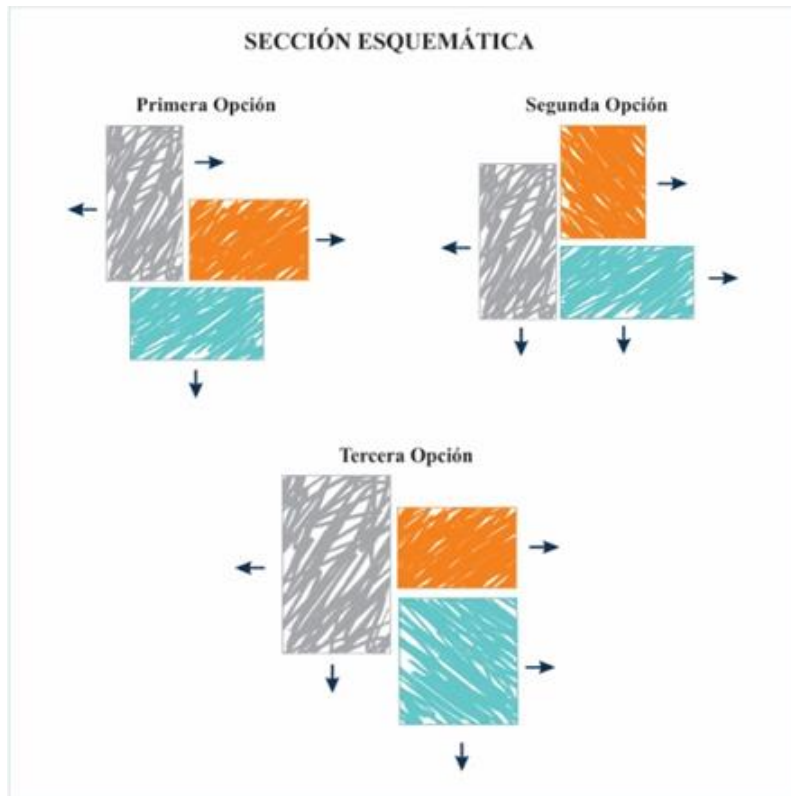 SECCIÓN ESQUEMÁTICA
Primera Opción
Segunda Opción
Tercera Opción